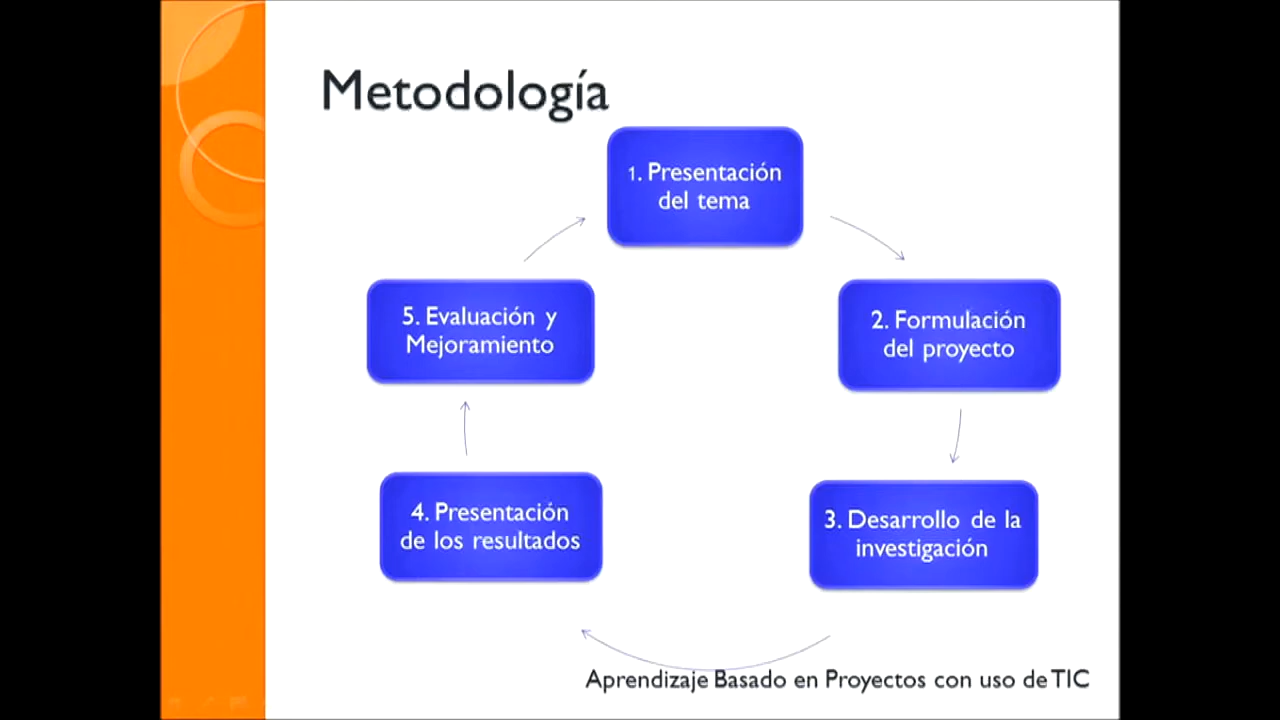 Metodología
1. Presentación
del tema
2. Formulación
del proyecto
3. Desarrollo de la
investigación
4. Presentación
de los resultados
5. Evaluación y
Mejoramiento
Aprendizaje Basado en Proyectos con uso de TIC